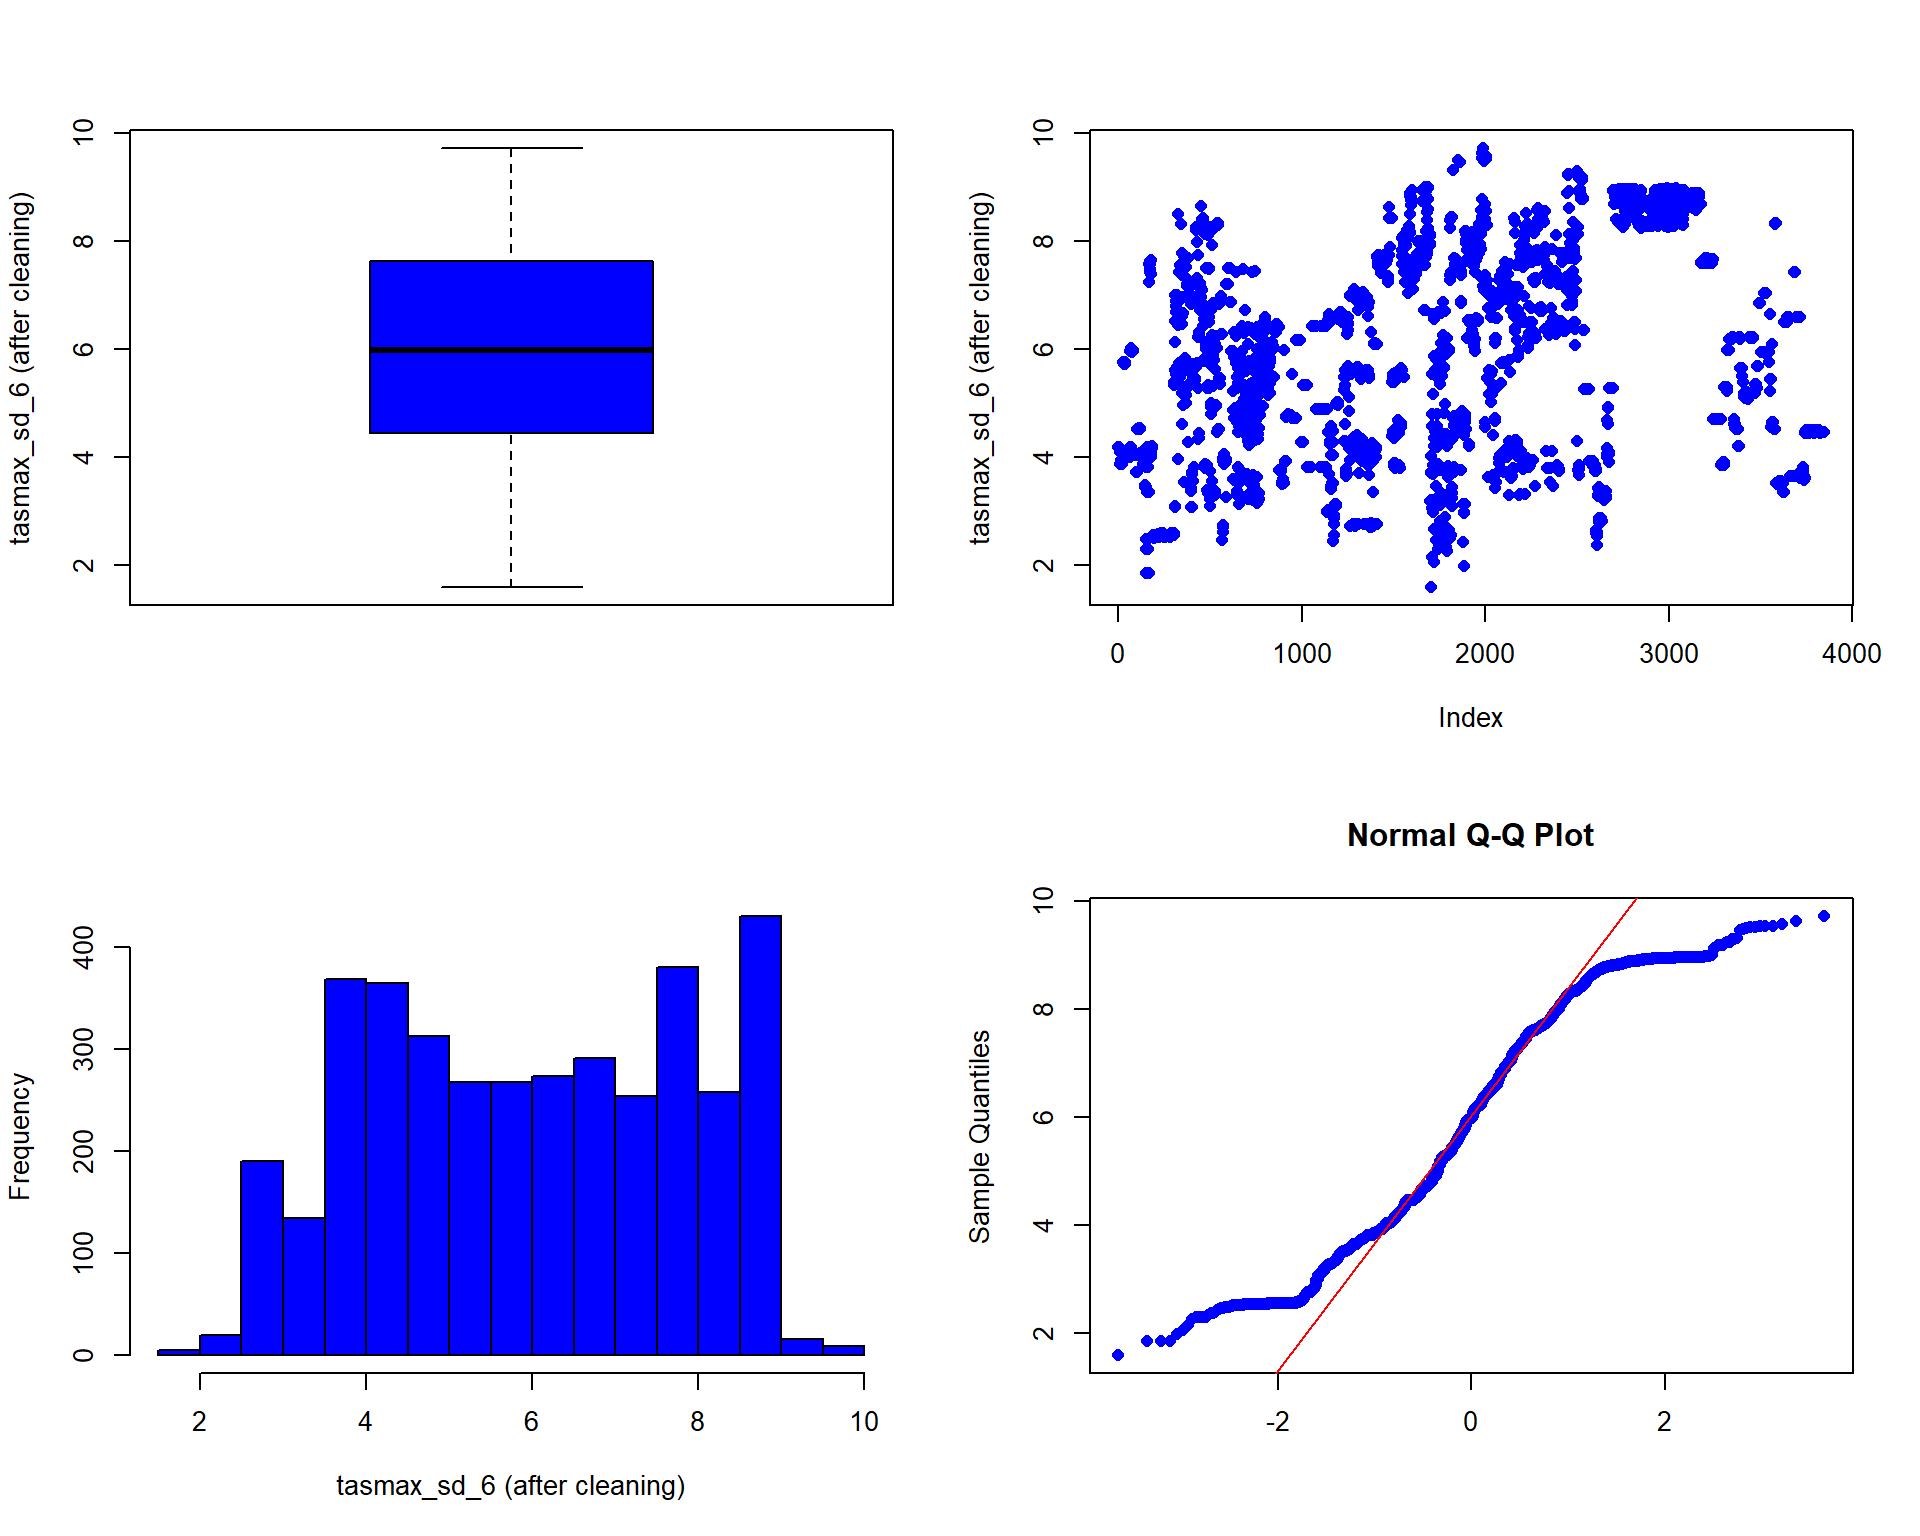 tasmax_sd_6 (after cleaning)
2 4 6 8 10
tasmax_sd_6 (after cleaning)
2 4 6 8 10
0 1000 2000 3000 4000
Index
Frequency
0 100 200 300 400
2 4 6 8 10
tasmax_sd_6 (after cleaning)
Normal Q-Q Plot
Sample Quantiles
2 4 6 8 10
-2 0 2